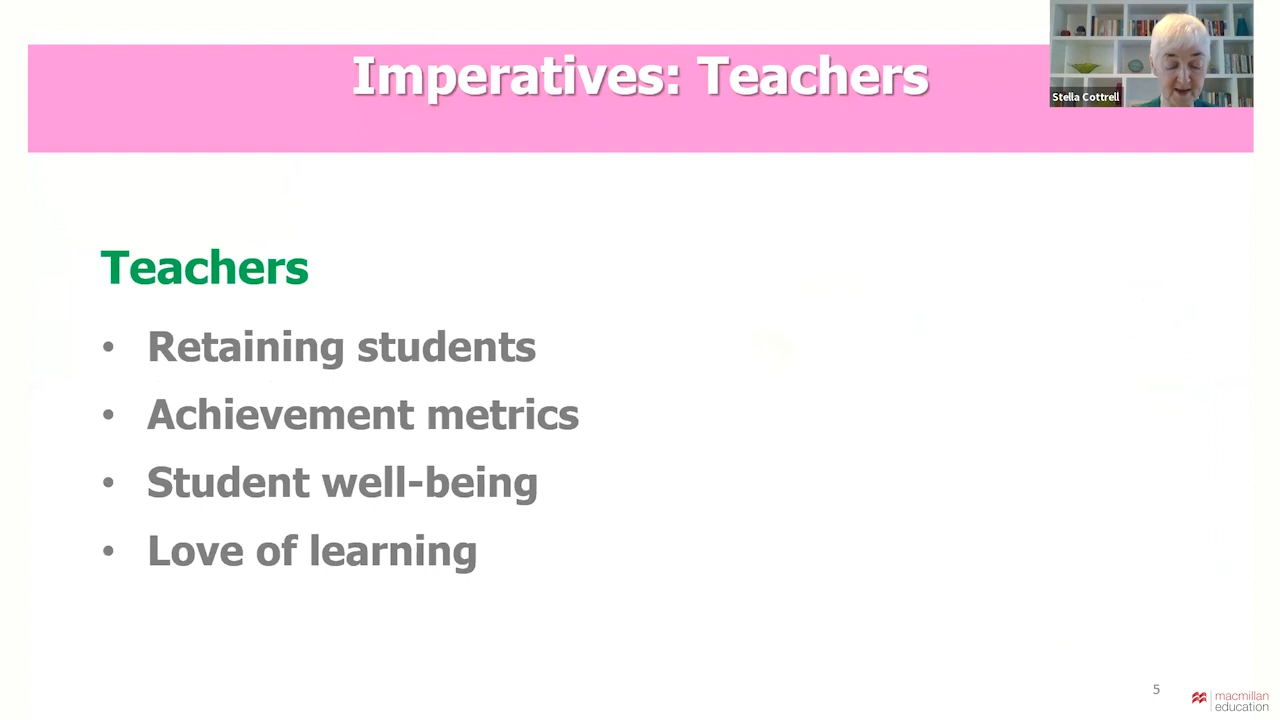 Imperatives: Teachers
Stella Cottrell
Teachers
• Retaining students
• Achievement metrics
• Student well-being
• Love of learning
5
macmillan
education